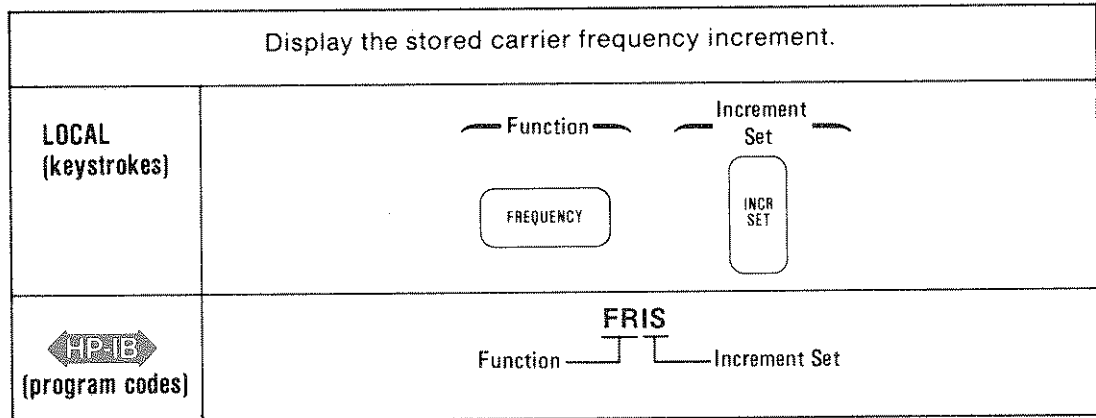 Display the stored carrier frequency increment.
LOCAL
(keystrokes)
Function
Increment
Set
FREQUENCY
INCR
SET
HP-IB
(program codes)
FRIS
Function
Increment Set